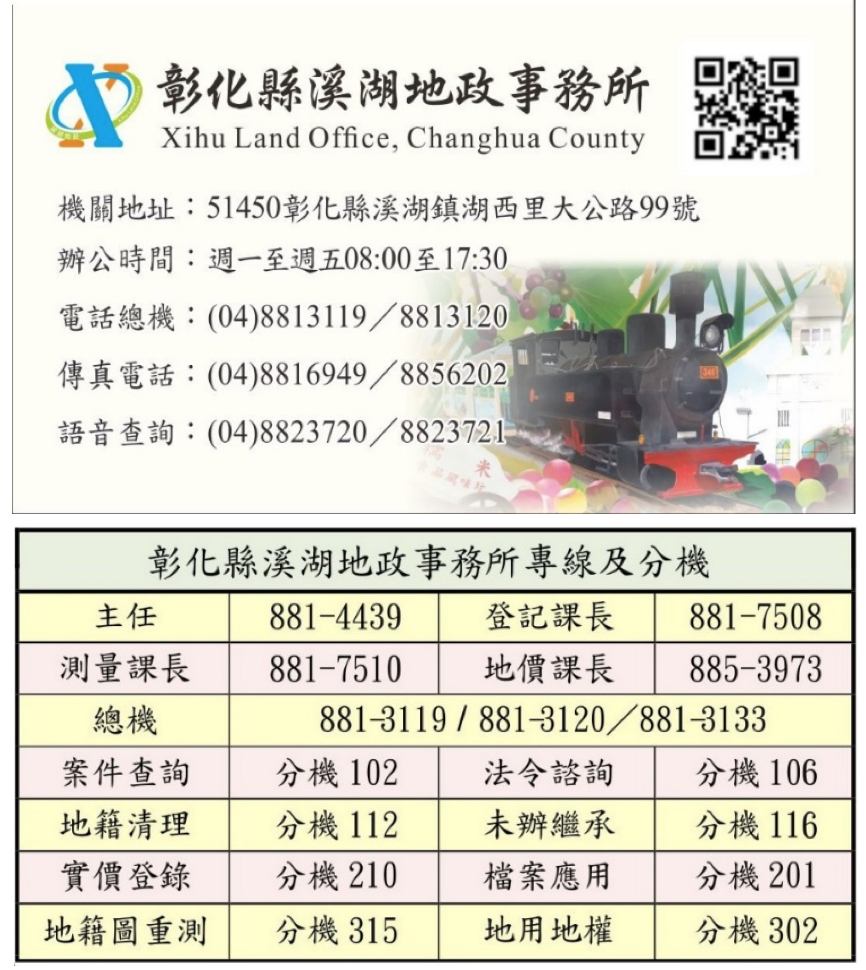 彰化縣溪湖地政事務所
Xihu Land Office, Changhua County
機關地址：51450彰化縣溪湖鎮湖西里大公路99號
辦公時間：週一至週五08:00至17:30
電話總機：(04)8813119／8813120
傳真電話：(04)8816949／8856202
語音查詢：(04)8823720／8823721
346
糯米
彰化縣溪湖地政事務所專線及分機
主任 881-4439 登記課長 881-7508
測量課長 881-7510 地價課長 885-3973
總機 881-3119 / 881-3120／881-3133
案件查詢 分機 102 法令諮詢 分機 106
地籍清理 分機 112 未辦繼承 分機 116
實價登錄 分機 210 檔案應用 分機 201
地籍圖重測 分機 315 地用地權 分機 302